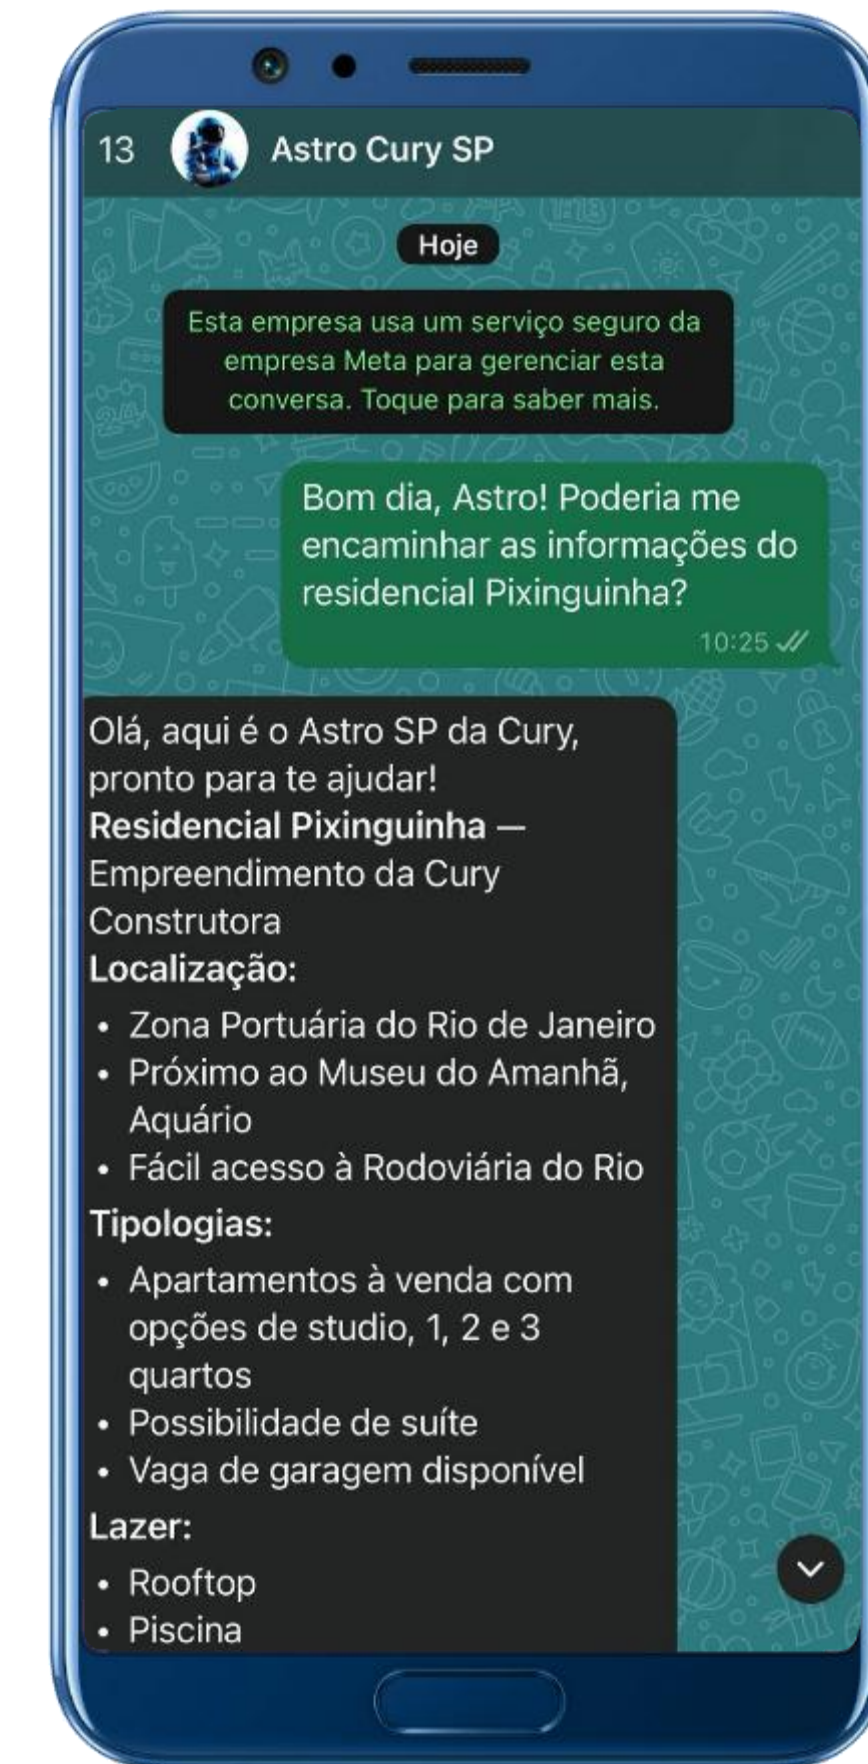 13
Astro Cury SP
Hoje
Esta empresa usa um serviço seguro da
empresa Meta para gerenciar esta
conversa. Toque para saber mais.
Bom dia, Astro! Poderia me
encaminhar as informações do
residencial Pixinguinha?
10:25
Olá, aqui é o Astro SP da Cury,
pronto para te ajudar!
Residencial Pixinguinha —
Empreendimento da Cury
Construtora
Localização:
• Zona Portuária do Rio de Janeiro
• Próximo ao Museu do Amanhã,
Aquário
• Fácil acesso à Rodoviária do Rio
Tipologias:
• Apartamentos à venda com
opções de studio, 1, 2 e 3
quartos
• Possibilidade de suíte
• Vaga de garagem disponível
Lazer:
• Rooftop
• Piscina